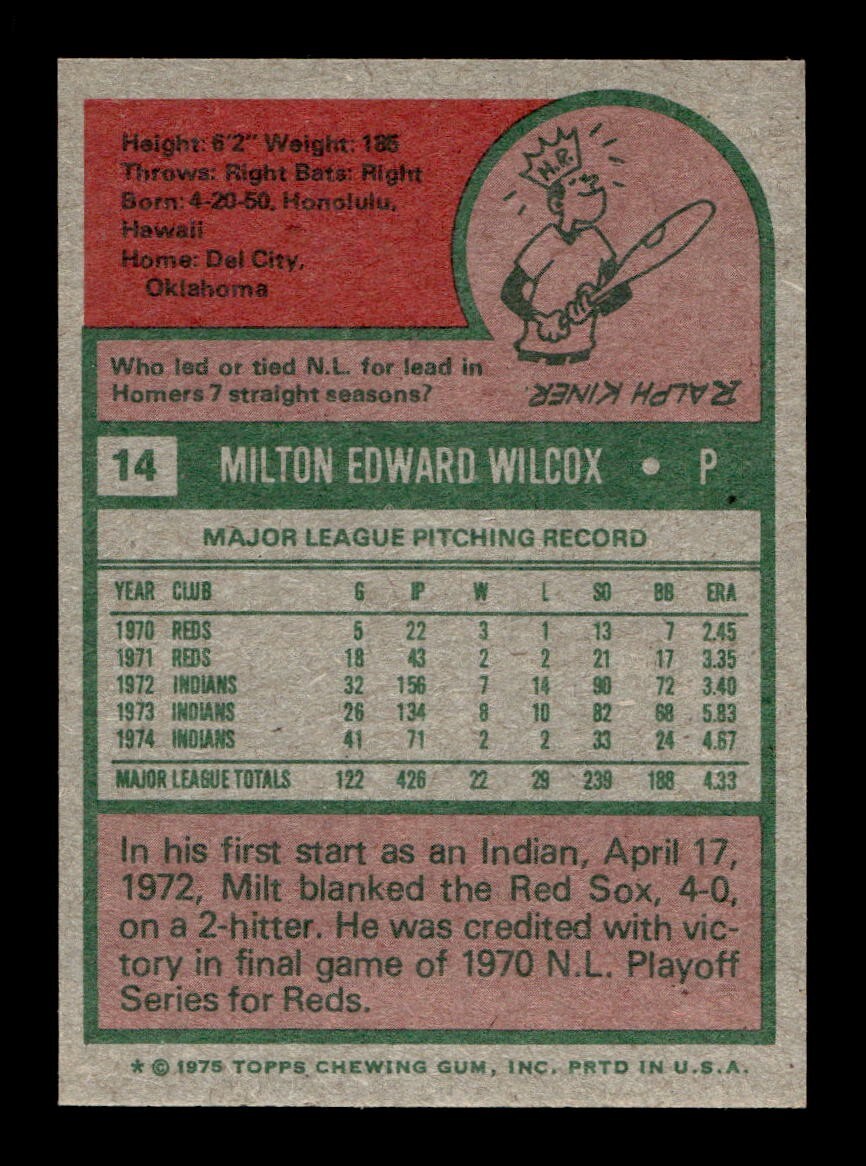 Height: 6'2" Weight: 185
Throws: Right Bats: Right
Born: 4-20-50, Honolulu,
Hawaii
Home: Del City,
Oklahoma
H.R.
Who led or tied N.L. for lead in
Homers 7 straight seasons?
RALPH KINER.
14 MILTON EDWARD WILCOX • P
MAJOR LEAGUE PITCHING RECORD
YEAR CLUB G IP W L SO BB ERA
1970 REDS 5 22 3 1 13 7 2.45
1971 REDS 18 43 2 2 21 17 3.35
1972 INDIANS 32 156 7 14 90 72 3.40
1973 INDIANS 26 134 8 10 82 68 5.83
1974 INDIANS 41 71 2 2 33 24 4.67
MAJOR LEAGUE TOTALS 122 426 22 29 239 188 4.33
In his first start as an Indian, April 17,
1972, Milt blanked the Red Sox, 4-0,
on a 2-hitter. He was credited with vic-
tory in final game of 1970 N.L. Playoff
Series for Reds.
* © 1975 TOPPS CHEWING GUM, INC. PRTD IN U.S.A.